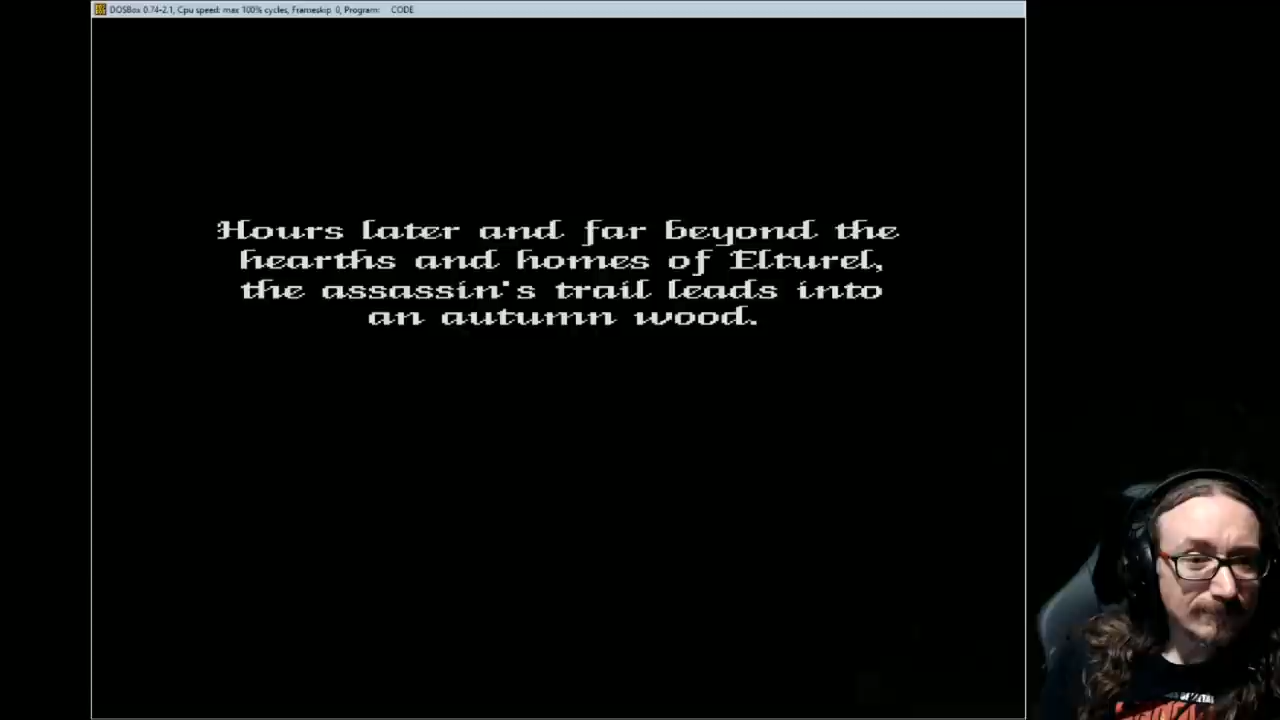 DOSBox 0.74-2.1, Cpu speed: max 100% cycles, Frameskip 0, Program: CODE
Hours later and far beyond the
hearths and homes of Elturel,
the assassin's trail leads into
an autumn wood.